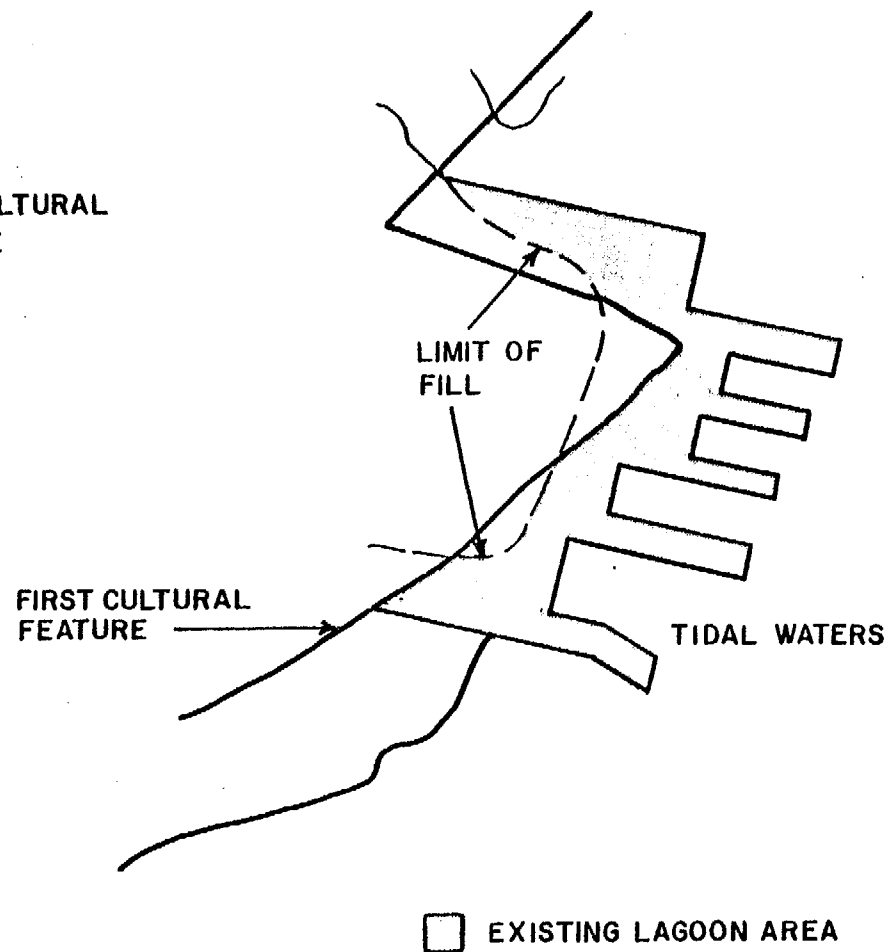 LTURAL
LIMIT OF
FILL
FIRST CULTURAL
FEATURE
TIDAL WATERS
EXISTING LAGOON AREA